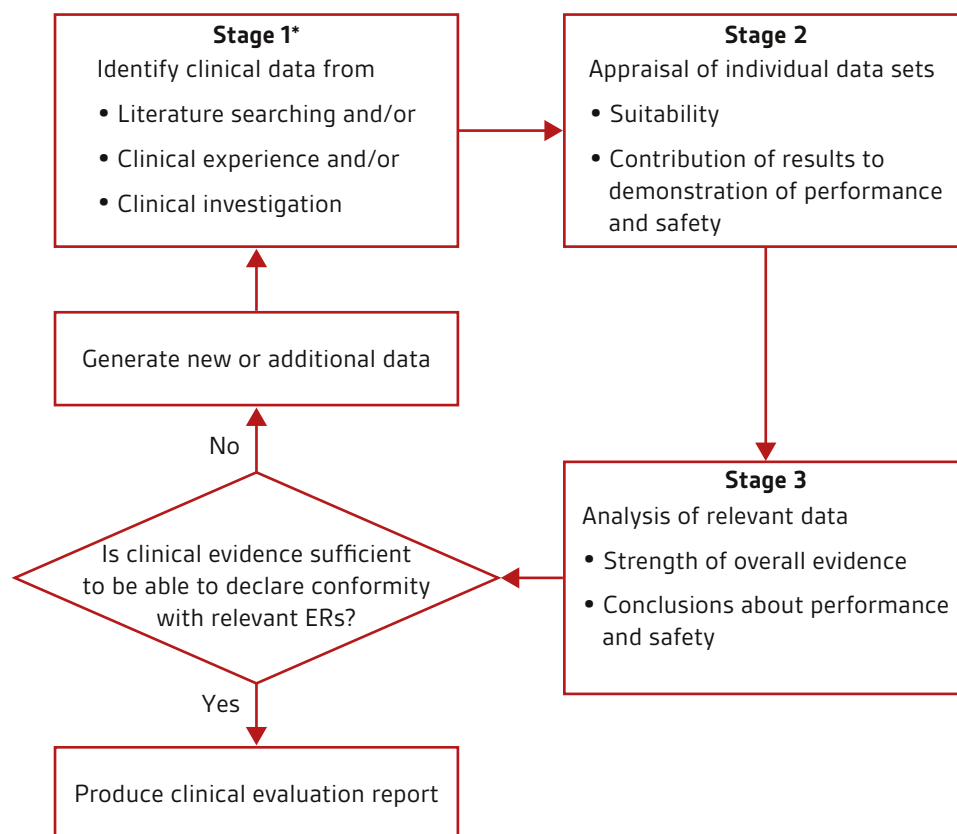 Stage 1*
Identify clinical data from
• Literature searching and/or
• Clinical experience and/or
• Clinical investigation
Stage 2
Appraisal of individual data sets
• Suitability
• Contribution of results to
demonstration of performance
and safety
Generate new or additional data
No
Stage 3
Analysis of relevant data
• Strength of overall evidence
• Conclusions about performance
and safety
Is clinical evidence sufficient
to be able to declare conformity
with relevant ERs?
Yes
Produce clinical evaluation report